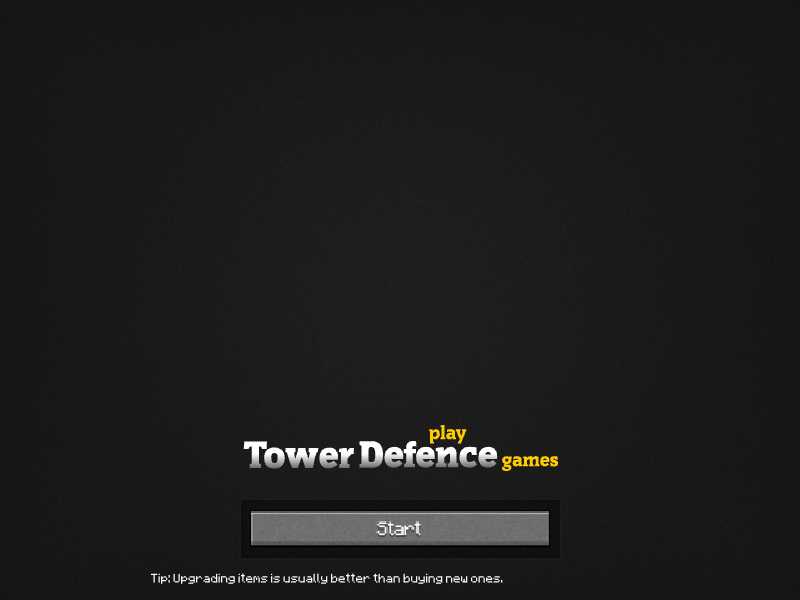 play
Tower Defence games
Start
Tip: Upgrading items is usually better than buying new ones.